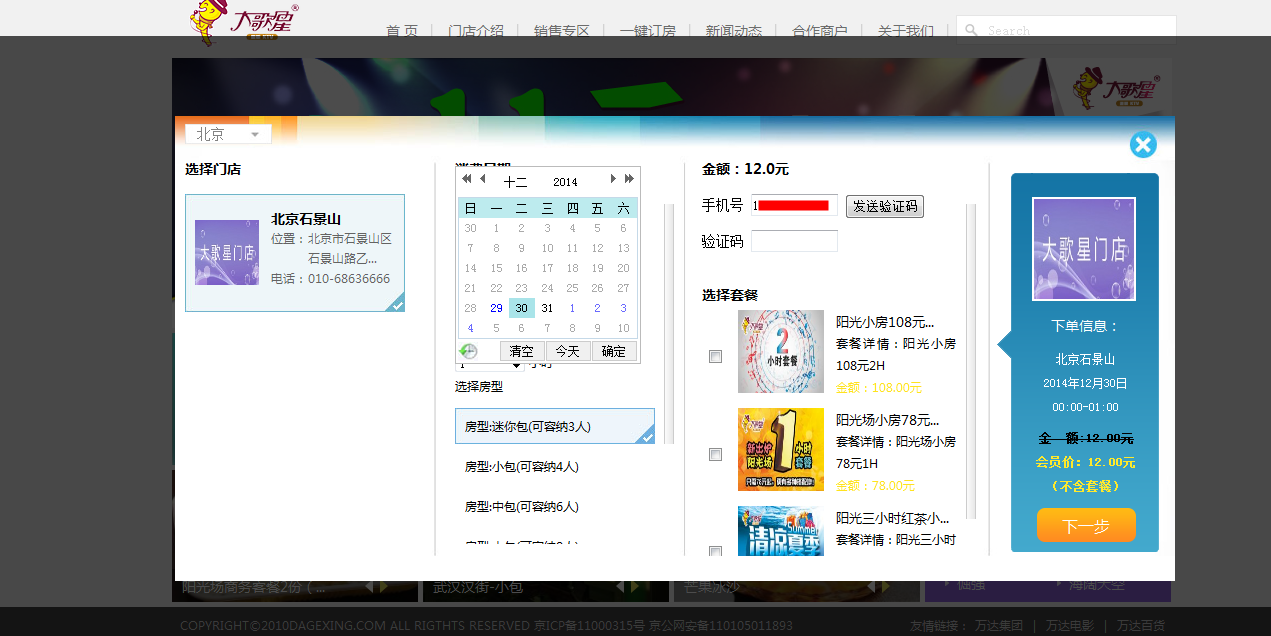 大歌星®
首 页 | 门店介绍 | 销售专区 | 一键订房 | 新闻动态 | 合作商户 | 关于我们 |
Search
大歌星®
北京
选择门店
北京石景山
位置：北京市石景山区
石景山路乙...
电话：010-68636666
大歌星门店
消费日期
十二 2014
日 一 二 三 四 五 六
30 1 2 3 4 5 6
7 8 9 10 11 12 13
14 15 16 17 18 19 20
21 22 23 24 25 26 27
28 29 30 31 1 2 3
4 5 6 7 8 9 10
清空 今天 确定
1 小时
选择房型
房型:迷你包(可容纳3人)
房型:小包(可容纳4人)
房型:中包(可容纳6人)
金额：12.0元
手机号 1 发送验证码
验证码
选择套餐
2
小时套餐
阳光小房108元...
套餐详情：阳光小房
108元2H
金额：108.00元
新出炉 1 小时
阳光场 套餐
阳光场小房78元...
套餐详情：阳光场小房
78元1H
金额：78.00元
Summer
清凉夏季
阳光三小时红茶小...
套餐详情：阳光三小时
大歌星门店
下单信息：
北京石景山
2014年12月30日
00:00-01:00
金 额:12.00元
会员价：12.00元
（不含套餐）
下一步
阳光场商务套餐2份（...
武汉汉街-小包
芒果冰沙
倔强
海阔天空
COPYRIGHT©2010DAGEXING.COM ALL RIGTHTS RESERVED 京ICP备11000315号 京公网安备110105011893
友情链接： 万达集团 | 万达电影 | 万达百货